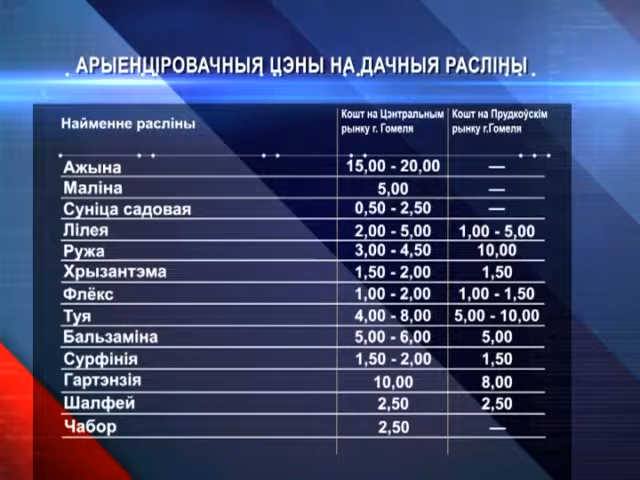 АРЫЕНЦІРОВАЧНЫЯ ЦЭНЫ НА ДАЧНЫЯ РАСЛІНЫ
Найменне расліны
Кошт на Цэнтральным рынку г. Гомеля
Кошт на Прудкоўскім рынку г.Гомеля
Ажына 15,00 - 20,00 —
Маліна 5,00 —
Суніца садовая 0,50 - 2,50 —
Лілея 2,00 - 5,00 1,00 - 5,00
Ружа 3,00 - 4,50 10,00
Хрызантэма 1,50 - 2,00 1,50
Флёкс 1,00 - 2,00 1,00 - 1,50
Туя 4,00 - 8,00 5,00 - 10,00
Бальзаміна 5,00 - 6,00 5,00
Сурфінія 1,50 - 2,00 1,50
Гартэнзія 10,00 8,00
Шалфей 2,50 2,50
Чабор 2,50 —